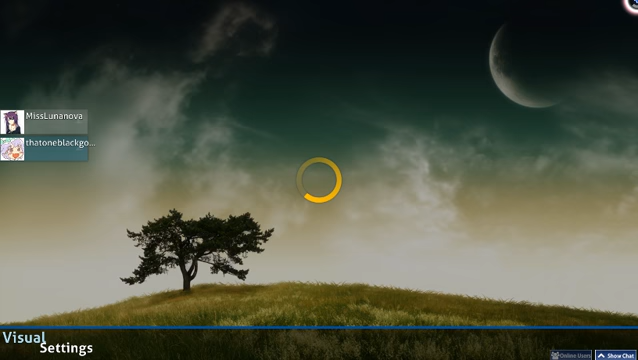 MissLunanova
thatoneblackgo...
Visual
Settings
Online Users
Show Chat